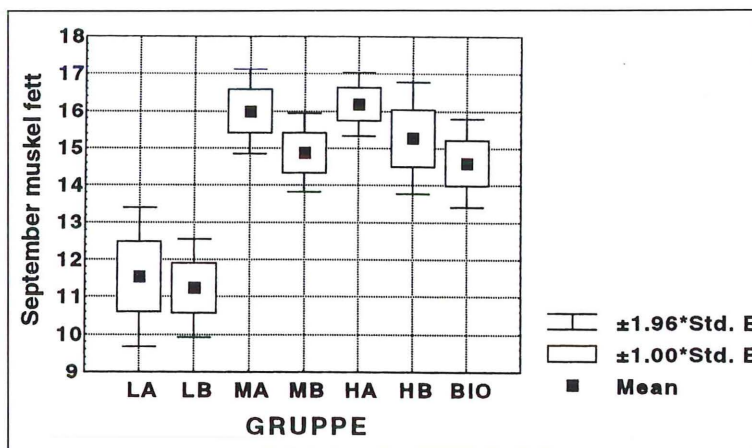 September muskel fett
18
17
16
15
14
13
12
11
10
9
LA LB MA MB HA HB BIO
GRUPPE
±1.96*Std. E
±1.00*Std. E
Mean